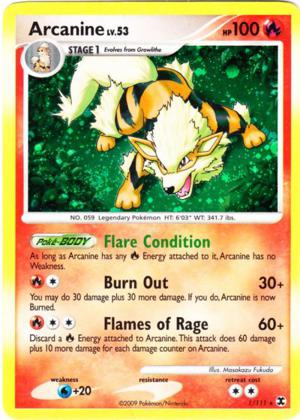 Arcanine LV.53 HP 100
STAGE 1 Evolves from Growlithe
NO. 059 Legendary Pokémon HT: 6'03" WT: 341.7 lbs.
Poké-BODY Flare Condition
As long as Arcanine has any Energy attached to it, Arcanine has no
Weakness.
Burn Out 30+
You may do 30 damage plus 30 more damage. If you do, Arcanine is now
Burned.
Flames of Rage 60+
Discard a Energy attached to Arcanine. This attack does 60 damage
plus 10 more damage for each damage counter on Arcanine.
Illus. Masakazu Fukuda
weakness resistance retreat cost
+20
©2009 Pokémon/Nintendo 1/111